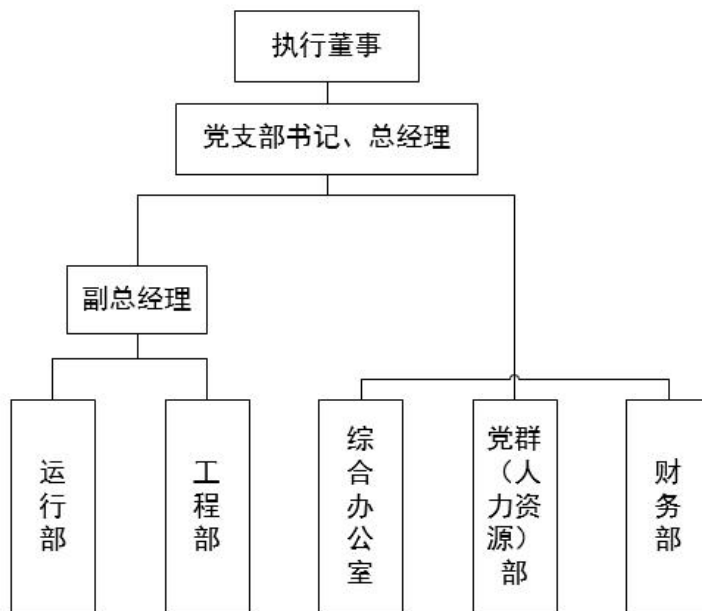 执行董事
党支部书记、总经理
副总经理
运行部
工程部
综合办公室
党群
（人
力资
源）
部
财务部